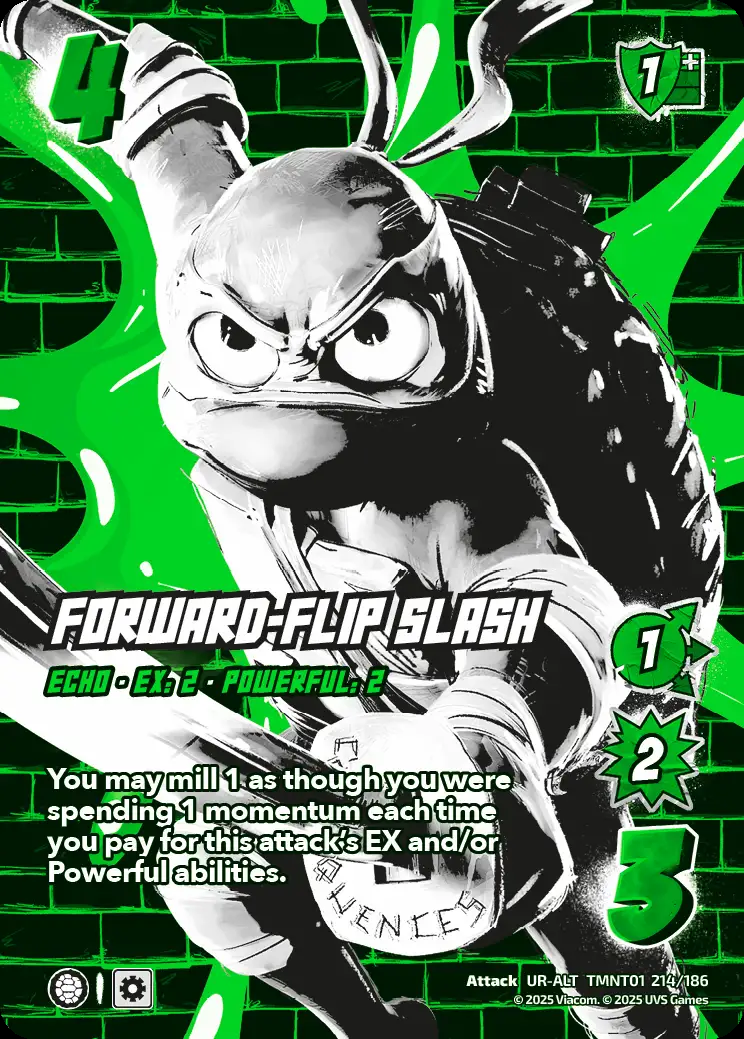 4
1
+
FORWARD-FLIP SLASH
ECHO · EX: 2 · POWERFUL: 2
1
2
You may mill 1 as though you were
spending 1 momentum each time
you pay for this attack's EX and/or
Powerful abilities.
3
Attack UR-ALT TMNT01 214/186
© 2025 Viacom. © 2025 UVS Games